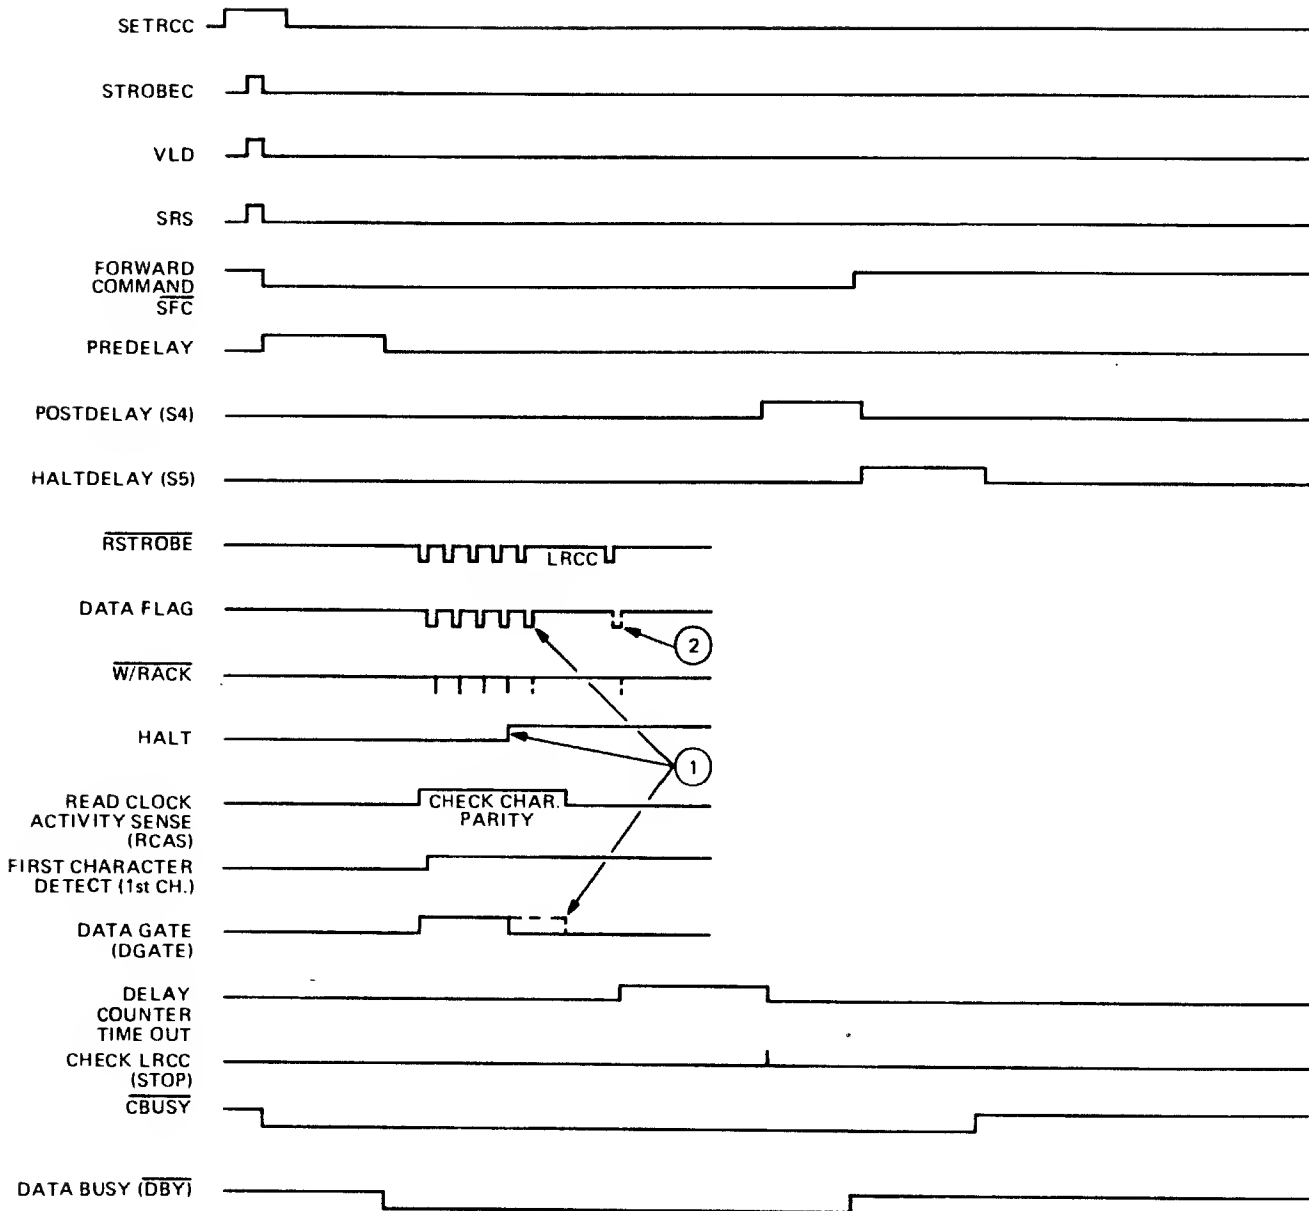 SETRCC
STROBEC
VLD
SRS
FORWARD
COMMAND
SFC
PREDELAY
POSTDELAY (S4)
HALTDELAY (S5)
RSTROBE
LRCC
DATA FLAG
2
W/RACK
HALT
1
READ CLOCK
ACTIVITY SENSE
(RCAS)
CHECK CHAR.
PARITY
FIRST CHARACTER
DETECT (1st CH.)
DATA GATE
(DGATE)
DELAY
COUNTER
TIME OUT
CHECK LRCC
(STOP)
CBUSY
DATA BUSY (DBY)